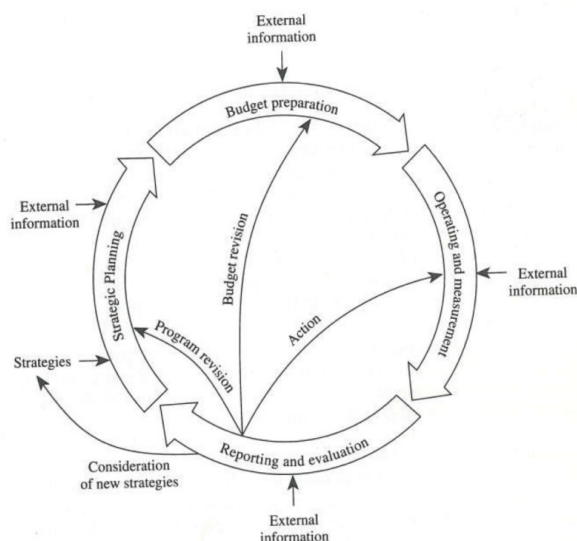 External
information
Budget preparation
External
information
Strategic Planning
Operating and measurement
External
information
Budget revision
Action
Program revision
Strategies
Reporting and evaluation
Consideration
of new strategies
External
information